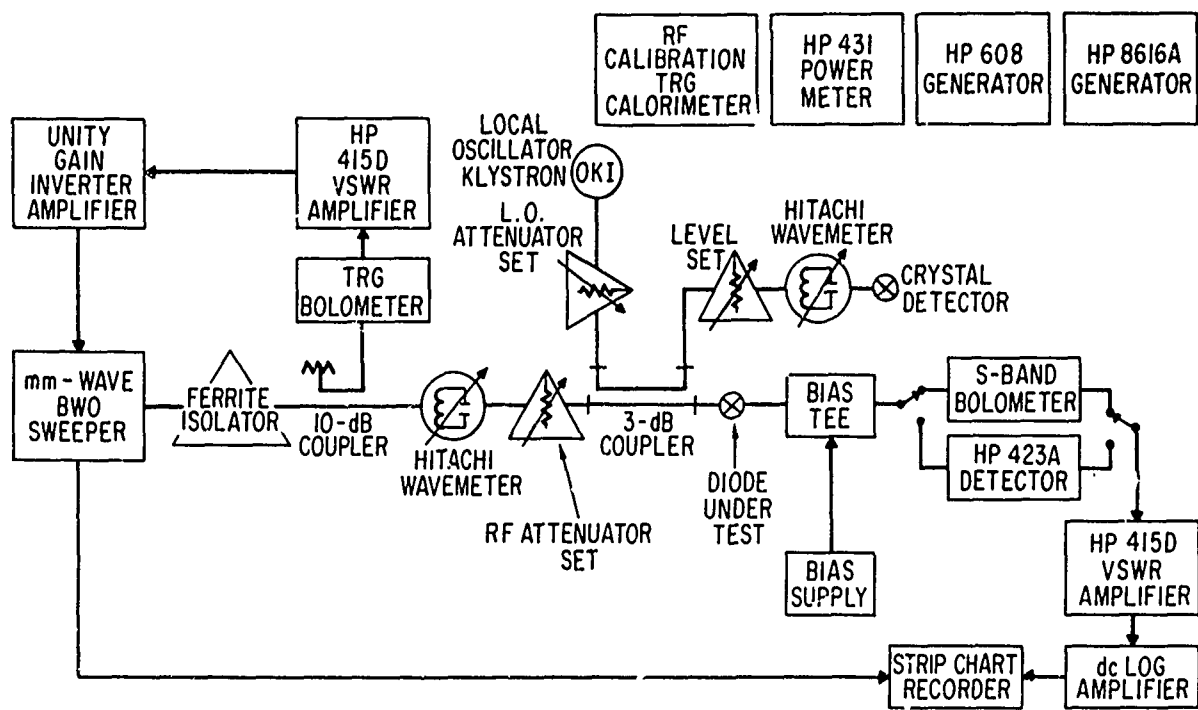 RF
CALIBRATION
TRG
CALORIMETER
HP 431
POWER
METER
HP 608
GENERATOR
HP 8616A
GENERATOR
UNITY
GAIN
INVERTER
AMPLIFIER
HP
415D
VSWR
AMPLIFIER
LOCAL
OSCILLATOR
KLYSTRON
OKI
L.O.
ATTENUATOR
SET
LEVEL
SET
HITACHI
WAVEMETER
CRYSTAL
DETECTOR
TRG
BOLOMETER
mm-WAVE
BWO
SWEEPER
FERRITE
ISOLATOR
10-dB
COUPLER
HITACHI
WAVEMETER
RF ATTENUATOR
SET
3-dB
COUPLER
DIODE
UNDER
TEST
BIAS
TEE
BIAS
SUPPLY
S-BAND
BOLOMETER
HP 423A
DETECTOR
HP 415D
VSWR
AMPLIFIER
dc LOG
AMPLIFIER
STRIP CHART
RECORDER